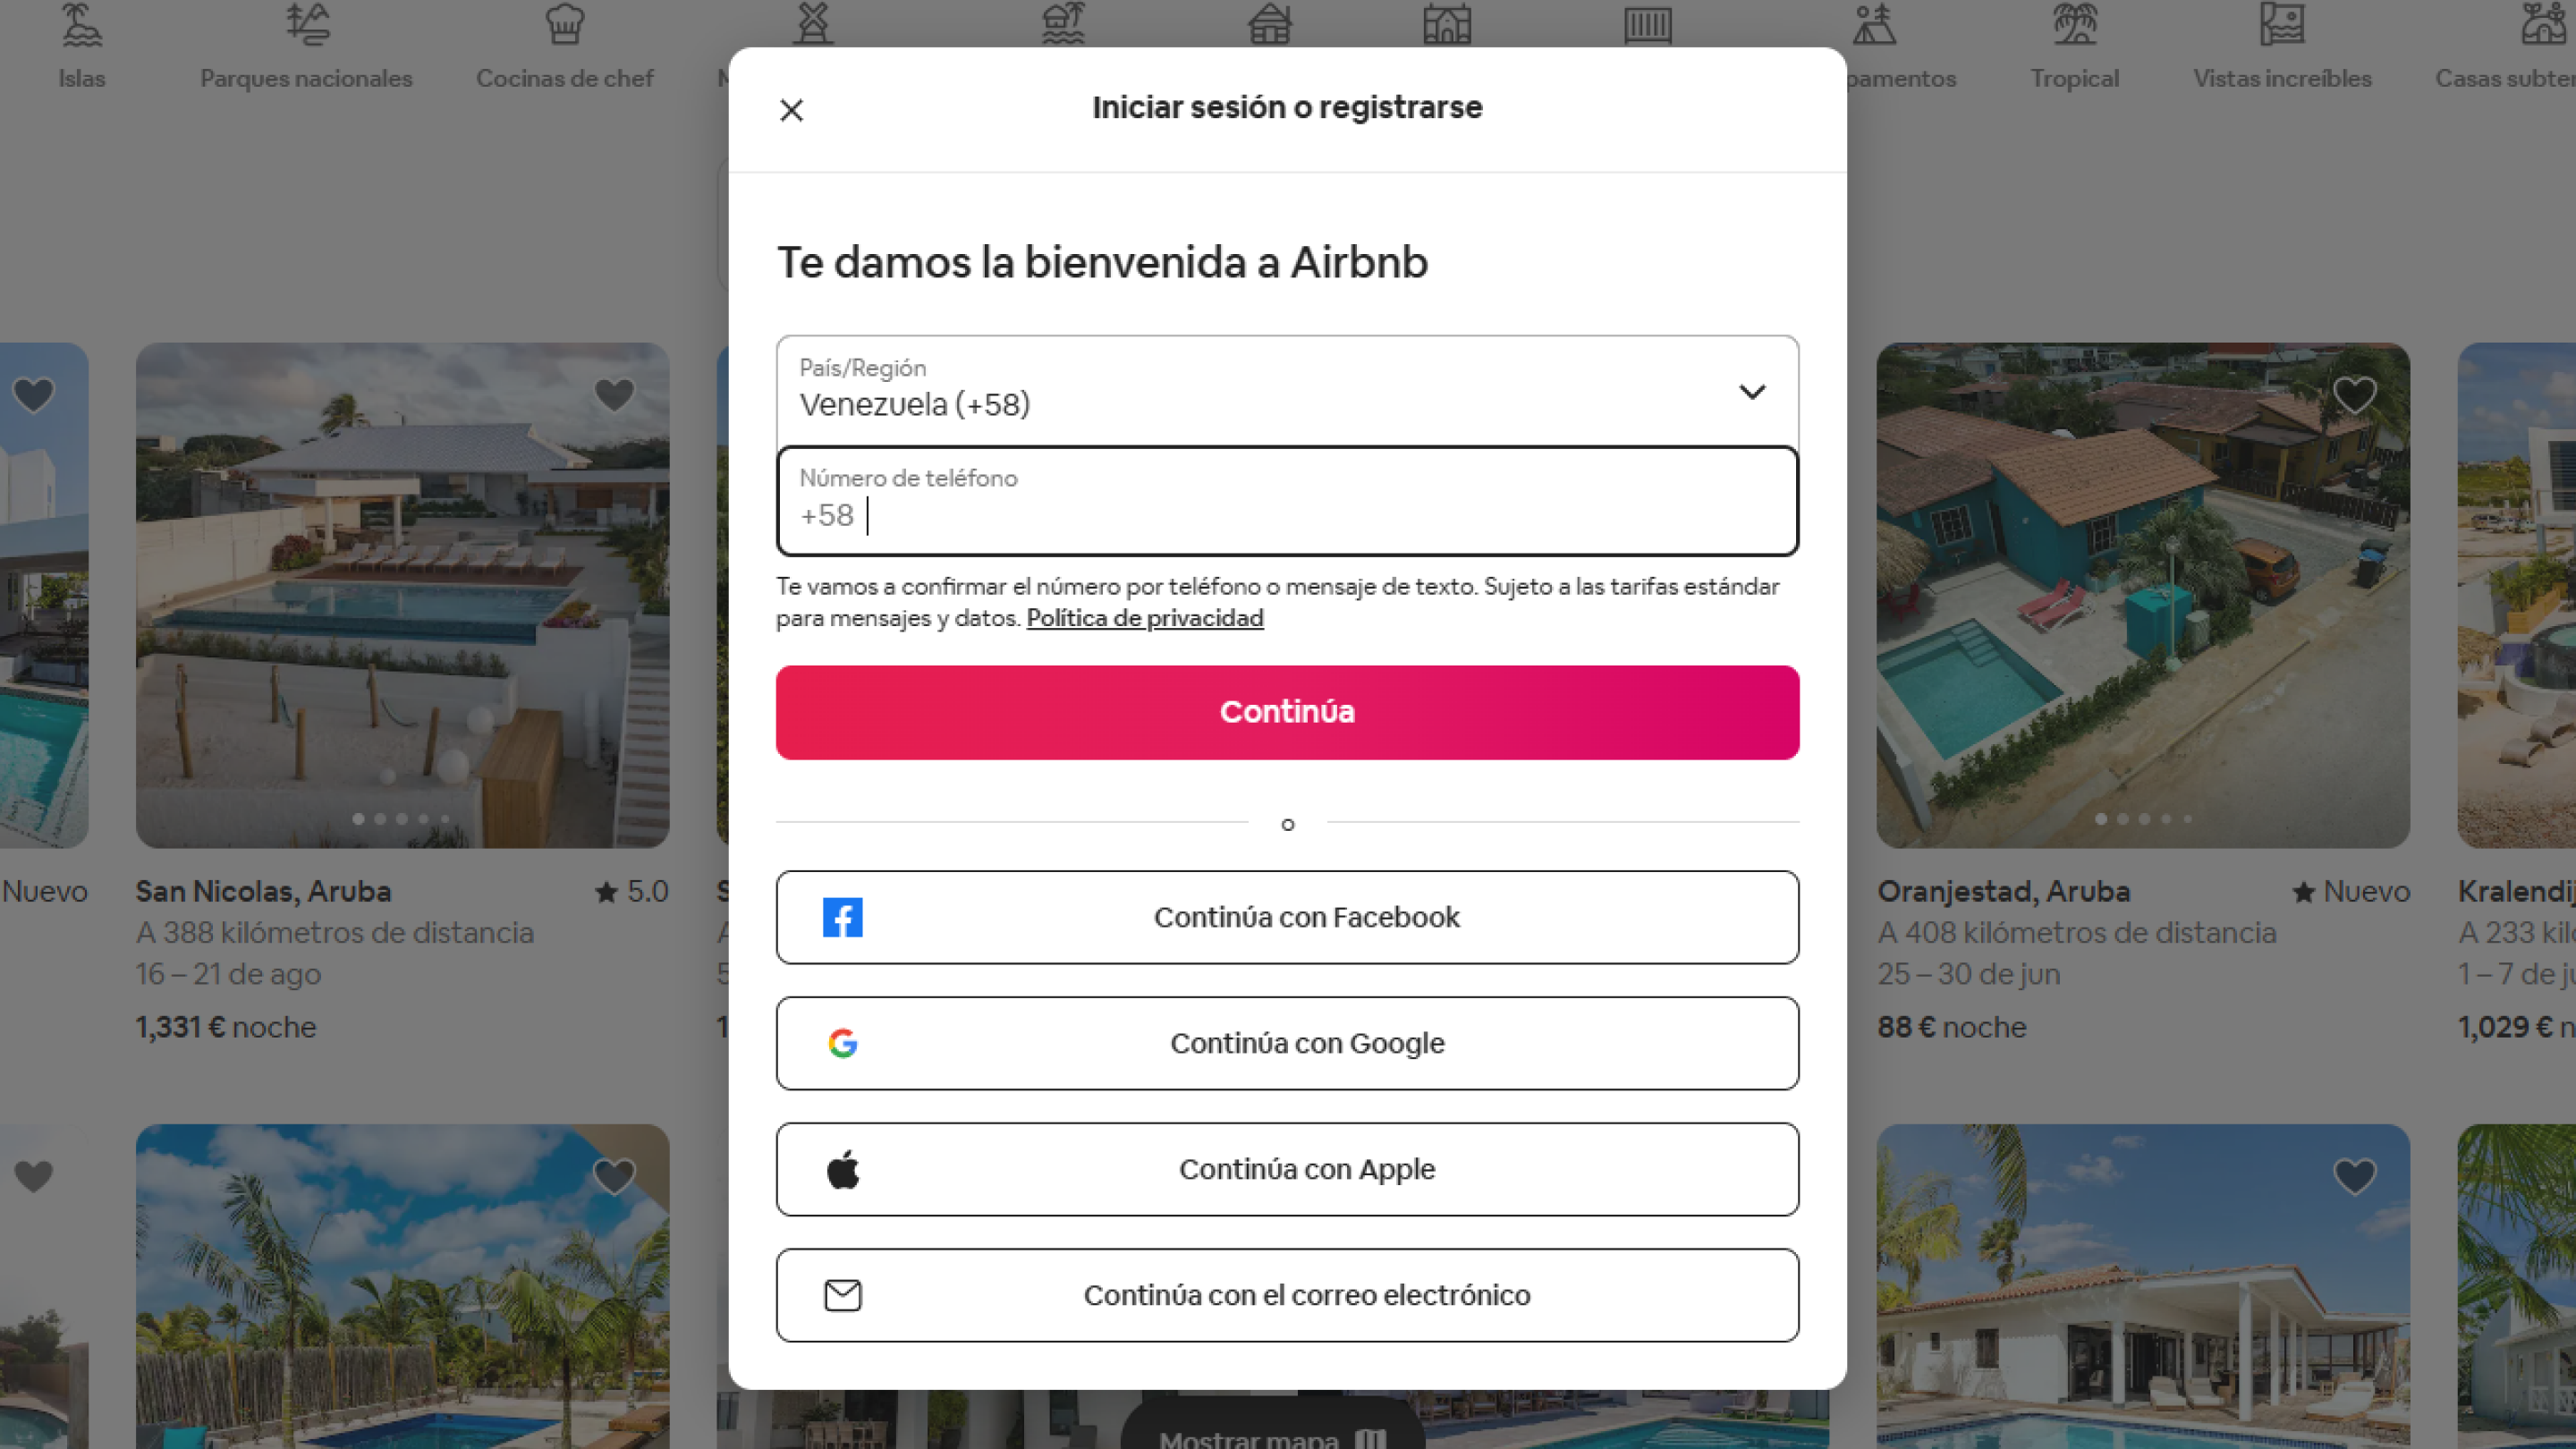 Islas
Parques nacionales
Cocinas de chef
Tropical
Vistas increíbles
Iniciar sesión o registrarse
Te damos la bienvenida a Airbnb
País/Región
Venezuela (+58)
Número de teléfono
+58
Te vamos a confirmar el número por teléfono o mensaje de texto. Sujeto a las tarifas estándar
para mensajes y datos. Política de privacidad
Continúa
o
Continúa con Facebook
Continúa con Google
Continúa con Apple
Continúa con el correo electrónico
Nuevo
San Nicolas, Aruba
5.0
A 388 kilómetros de distancia
16 – 21 de ago
1,331 € noche
Oranjestad, Aruba
Nuevo
A 408 kilómetros de distancia
25 – 30 de jun
88 € noche
A 233
1 – 7 de
1,029 €
Mostrar mapa